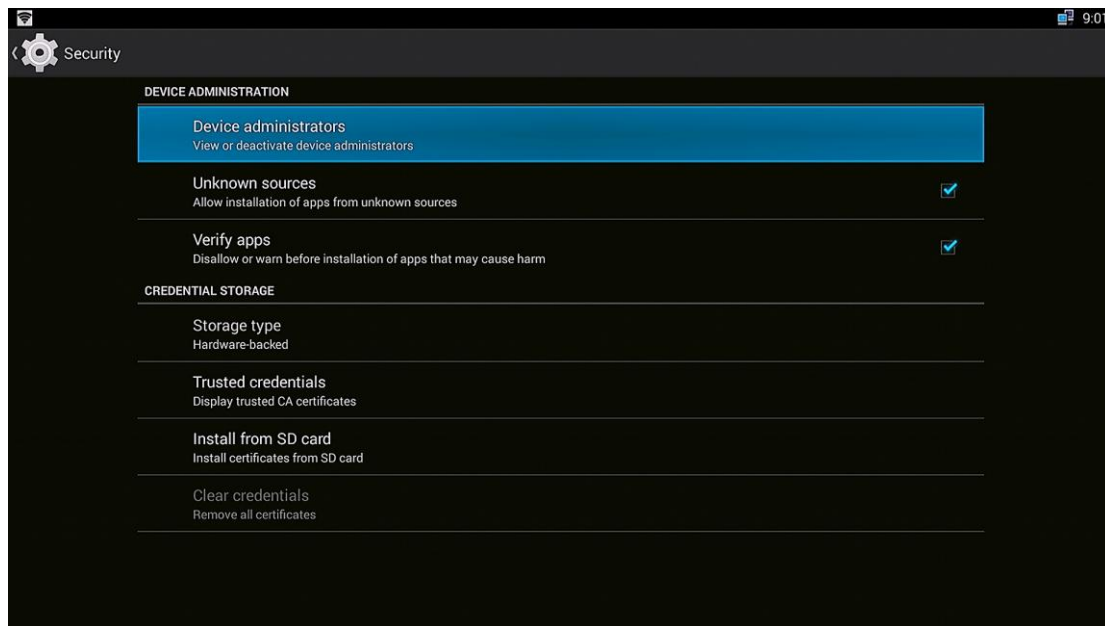 9:01
Security
DEVICE ADMINISTRATION
Device administrators
View or deactivate device administrators
Unknown sources
Allow installation of apps from unknown sources
Verify apps
Disallow or warn before installation of apps that may cause harm
CREDENTIAL STORAGE
Storage type
Hardware-backed
Trusted credentials
Display trusted CA certificates
Install from SD card
Install certificates from SD card
Clear credentials
Remove all certificates